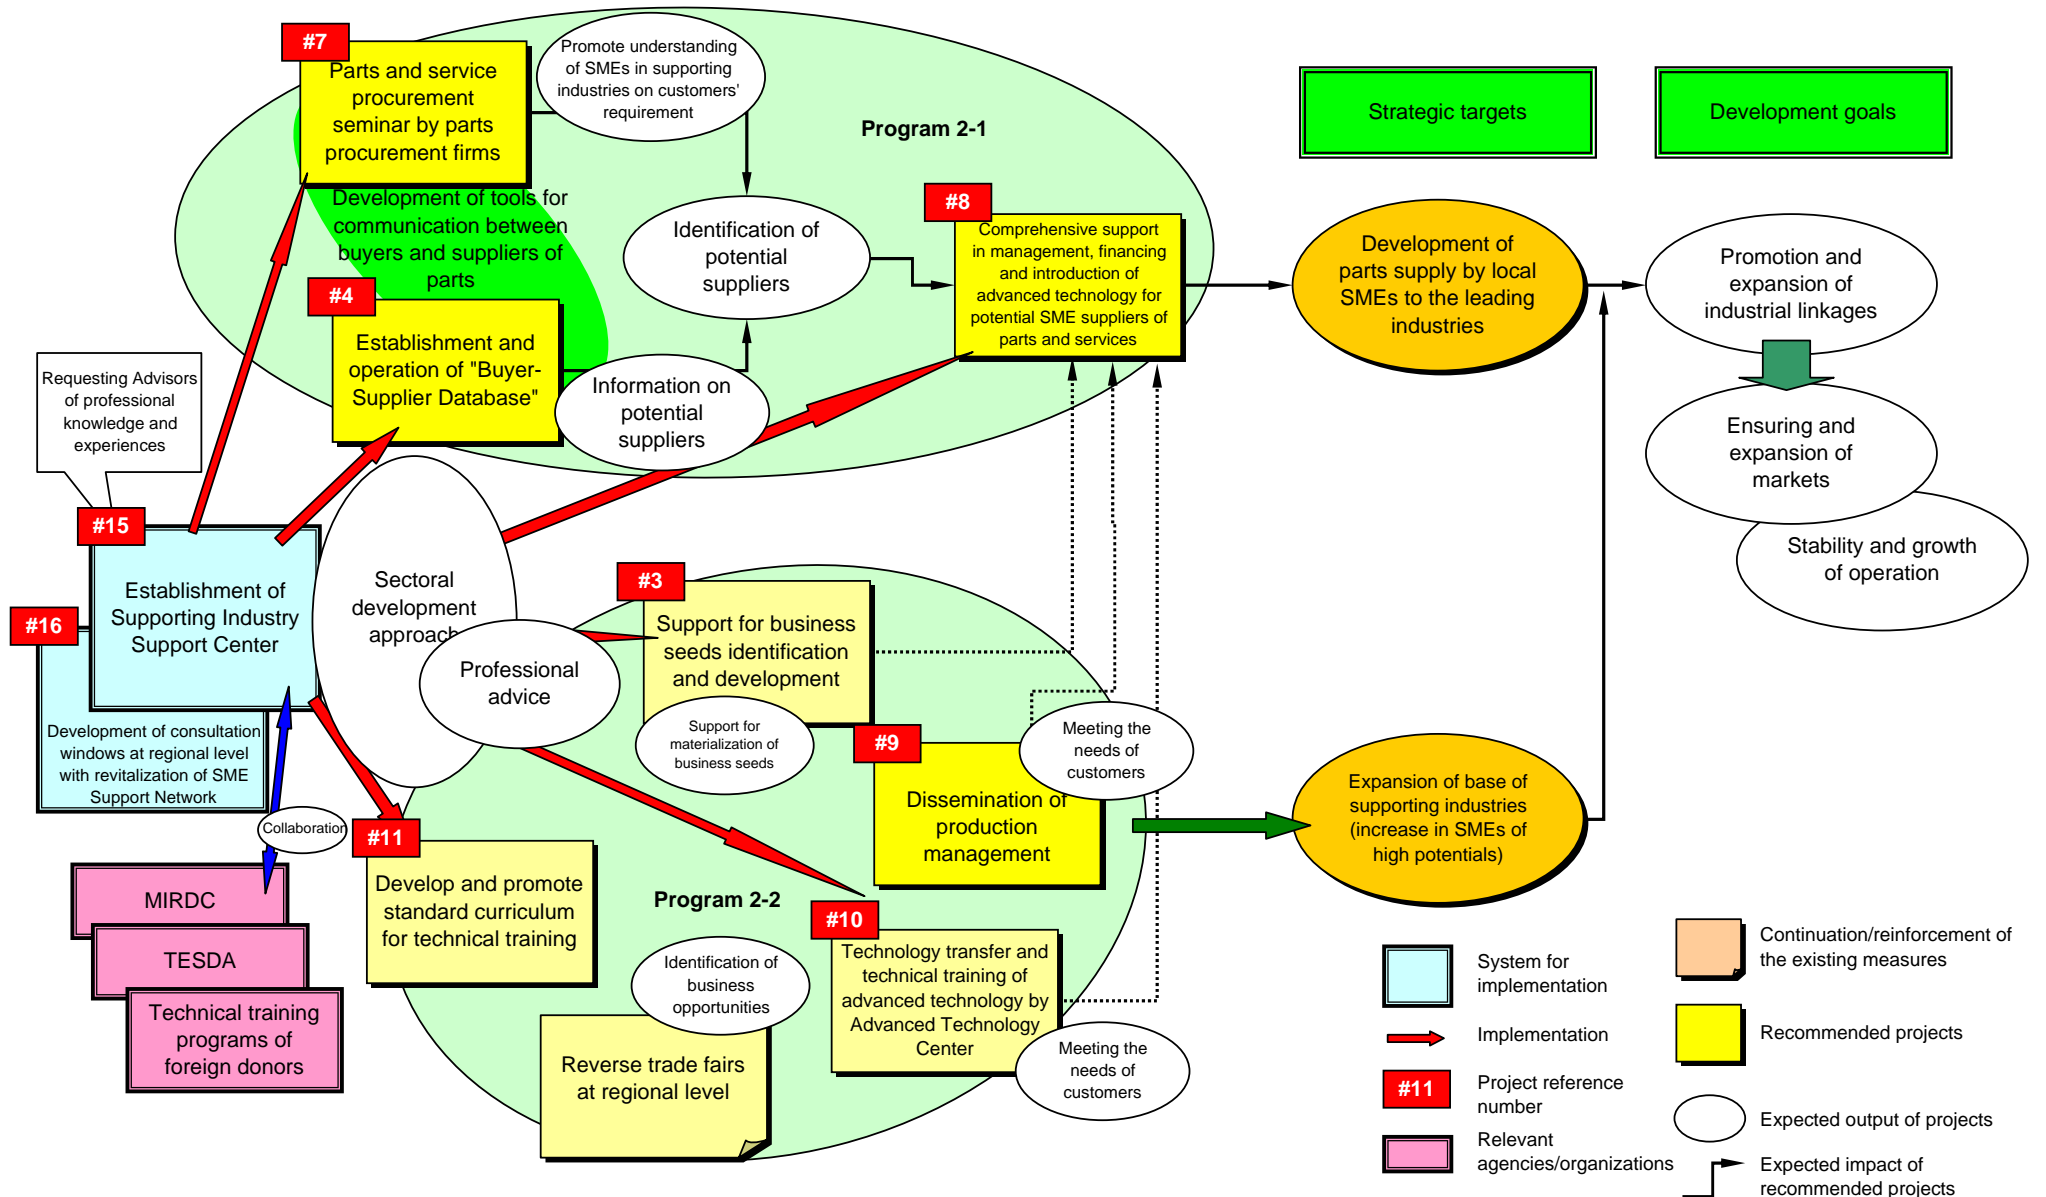 #7
Parts and service
procurement
seminar by parts
procurement firms
Promote understanding
of SMEs in supporting
industries on customers'
requirement
Program 2-1
Strategic targets
Development goals
Development of tools for
communication between
buyers and suppliers of
parts
#4
Establishment and
operation of "Buyer-
Supplier Database"
Identification of
potential
suppliers
Information on
potential
suppliers
#8
Comprehensive support
in management, financing
and introduction of
advanced technology for
potential SME suppliers of
parts and services
Development of
parts supply by local
SMEs to the leading
industries
Promotion and
expansion of
industrial linkages
Ensuring and
expansion of
markets
Stability and growth
of operation
Requesting Advisors
of professional
knowledge and
experiences
#15
Establishment of
Supporting Industry
Support Center
#16
Development of consultation
windows at regional level
with revitalization of SME
Support Network
Sectoral
development
approach
Professional
advice
Collaboration
MIRDC
TESDA
Technical training
programs of
foreign donors
#3
Support for business
seeds identification
and development
Support for
materialization of
business seeds
#9
Dissemination of
production
management
Meeting the
needs of
customers
#11
Develop and promote
standard curriculum
for technical training
Program 2-2
Identification of
business
opportunities
Reverse trade fairs
at regional level
#10
Technology transfer and
technical training of
advanced technology by
Advanced Technology
Center
Meeting the
needs of
customers
Expansion of base of
supporting industries
(increase in SMEs of
high potentials)
System for
implementation
Implementation
#11
Project reference
number
Relevant
agencies/organizations
Continuation/reinforcement of
the existing measures
Recommended projects
Expected output of projects
Expected impact of
recommended projects